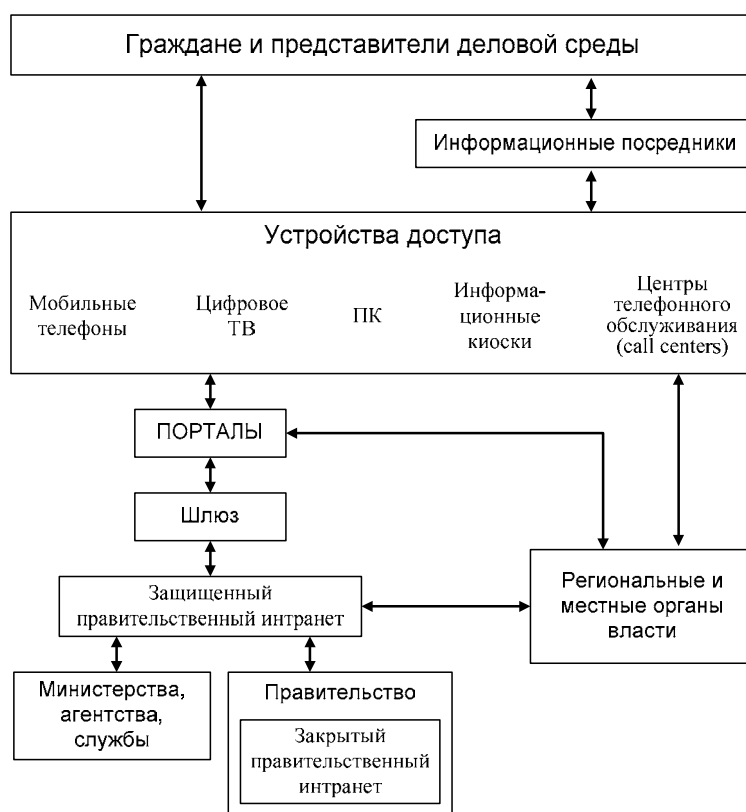 Граждане и представители деловой среды
Информационные посредники
Устройства доступа
Мобильные
телефоны
Цифровое
ТВ
ПК
Информа-
ционные
киоски
Центры
телефонного
обслуживания
(call centers)
ПОРТАЛЫ
Шлюз
Защищенный
правительственный интранет
Региональные и
местные органы
власти
Министерства,
агентства,
службы
Правительство
Закрытый
правительственный
интранет